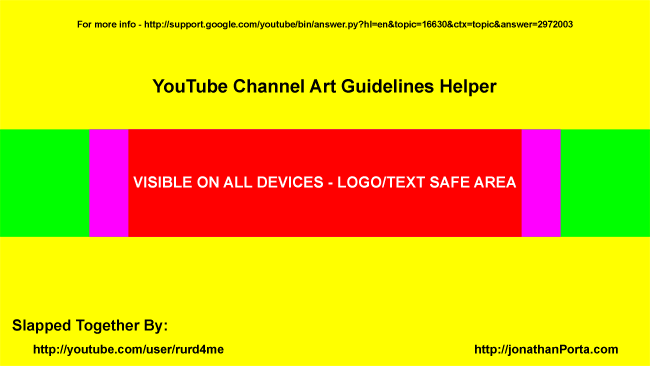 For more info - http://support.google.com/youtube/bin/answer.py?hl=en&topic=16630&ctx=topic&answer=2972003
YouTube Channel Art Guidelines Helper
VISIBLE ON ALL DEVICES - LOGO/TEXT SAFE AREA
Slapped Together By:
http://youtube.com/user/rurd4me
http://jonathanPorta.com